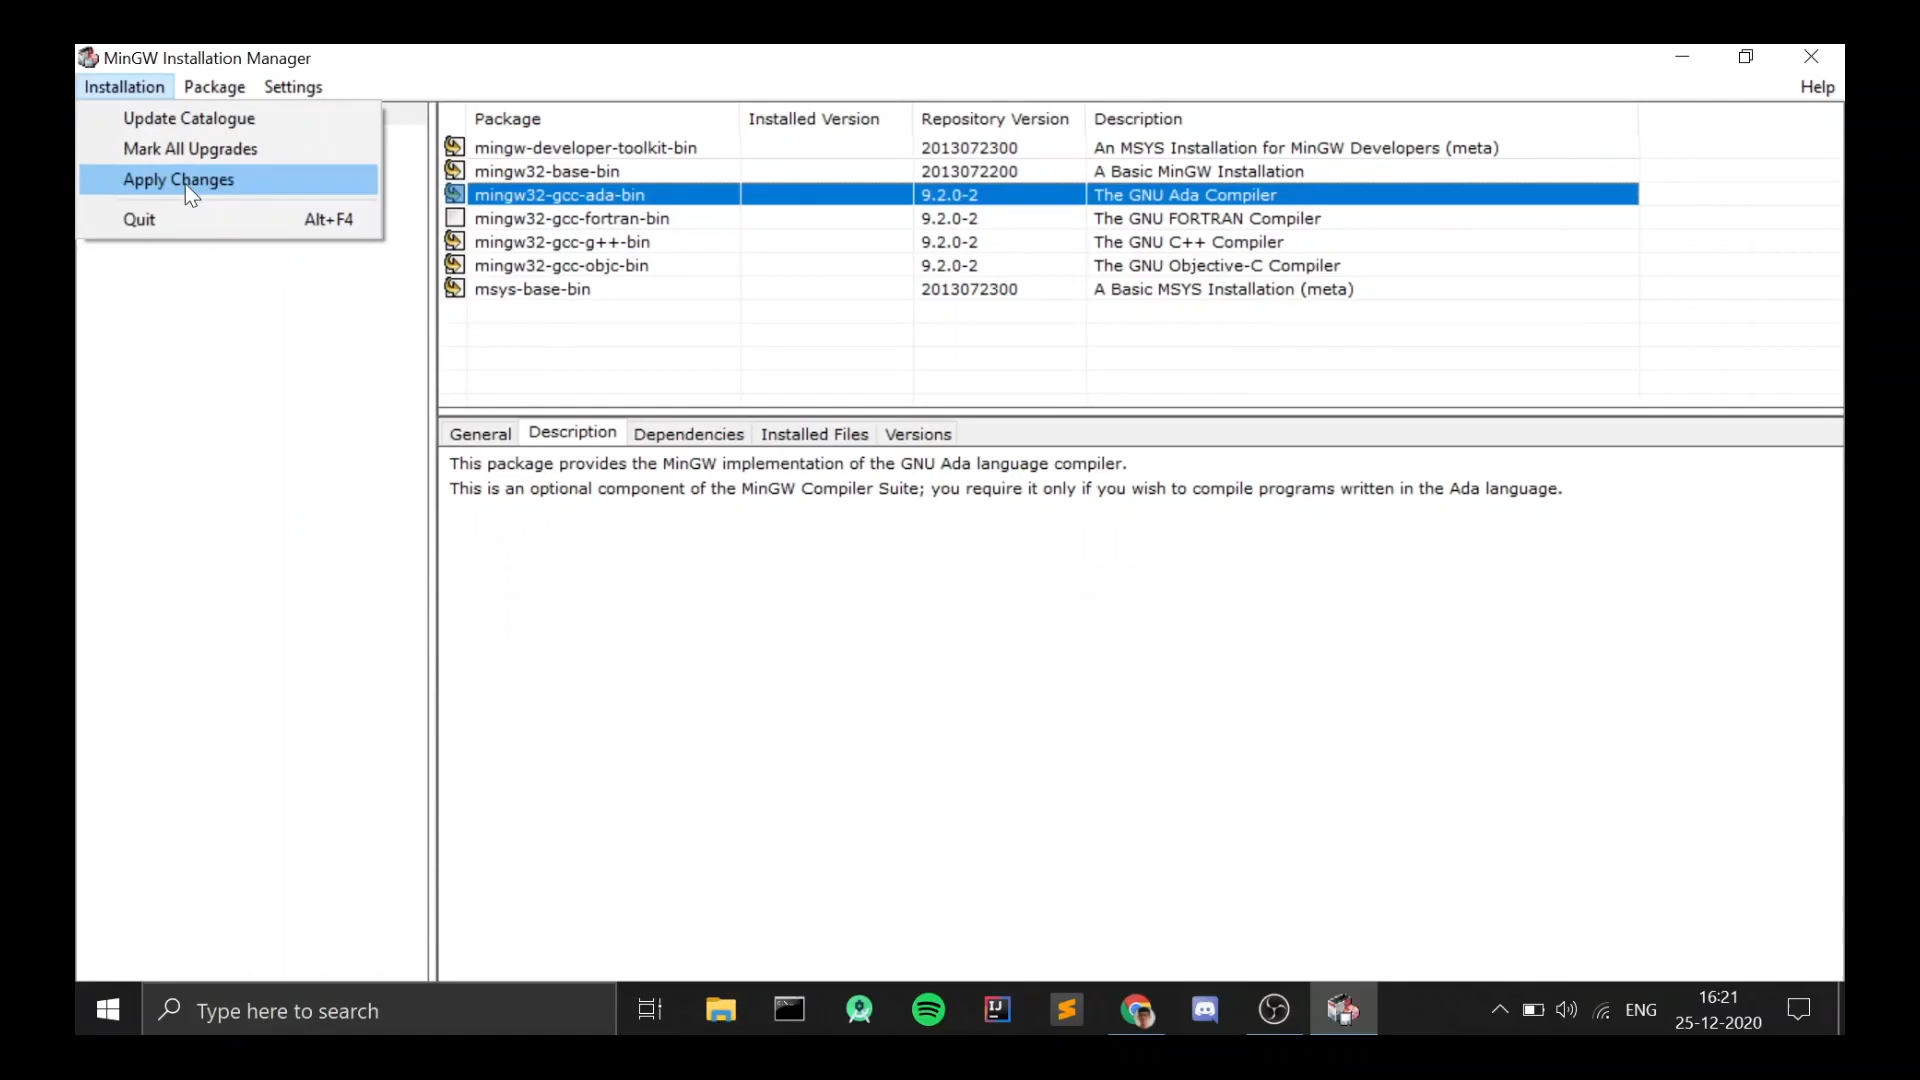 MinGW Installation Manager
Installation Package Settings Help
Update Catalogue
Mark All Upgrades
Apply Changes
Quit Alt+F4
Package Installed Version Repository Version Description
mingw-developer-toolkit-bin 2013072300 An MSYS Installation for MinGW Developers (meta)
mingw32-base-bin 2013072200 A Basic MinGW Installation
mingw32-gcc-ada-bin 9.2.0-2 The GNU Ada Compiler
mingw32-gcc-fortran-bin 9.2.0-2 The GNU FORTRAN Compiler
mingw32-gcc-g++-bin 9.2.0-2 The GNU C++ Compiler
mingw32-gcc-objc-bin 9.2.0-2 The GNU Objective-C Compiler
msys-base-bin 2013072300 A Basic MSYS Installation (meta)
General Description Dependencies Installed Files Versions
This package provides the MinGW implementation of the GNU Ada language compiler.
This is an optional component of the MinGW Compiler Suite; you require it only if you wish to compile programs written in the Ada language.
Type here to search
IJ
ENG
16:21
25-12-2020